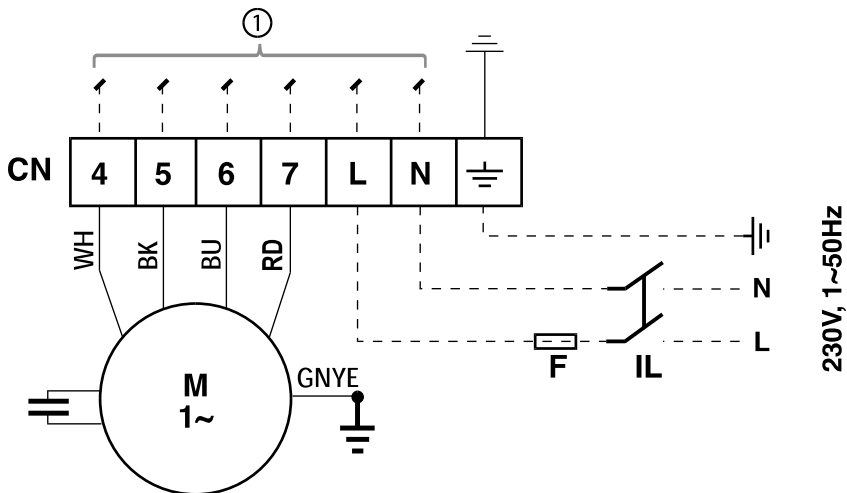 ①
CN 4 5 6 7 L N
WH BK BU RD
N
L
230V, 1~50Hz
F IL
GNYE
M
1~